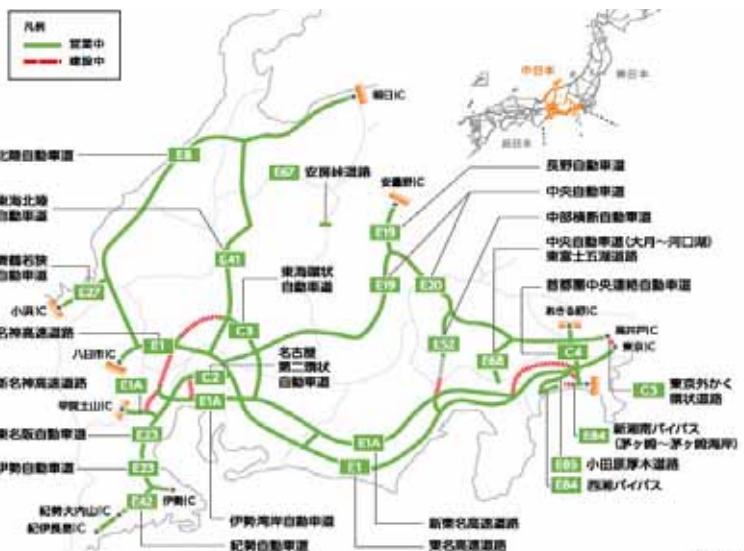 凡例
営業中
建設中
中日本
東日本
西日本
朝日IC
北陸自動車道
E8
E67
安房峠道路
安曇野IC
長野自動車道
中央自動車道
中部横断自動車道
東海北陸
自動車道
E41
E19
中央自動車道(大月～河口湖)
東富士五湖道路
舞鶴若狭
自動車道
E27
小浜IC
東海環状
自動車道
E19
E20
首都圏中央連絡自動車道
あきる野IC
名神高速道路
E1
C3
E52
E68
C4
高井戸IC
東京IC
八日市IC
名古屋
第二環状
自動車道
新名神高速道路
E1A
C2
C3
東京外かく
環状道路
甲賀土山IC
E1A
東名阪自動車道
E23
E1A
E84
新湘南バイパス
(茅ヶ崎～茅ヶ崎海岸)
伊勢自動車道
E23
E1
E85
小田原厚木道路
E84
西湘バイパス
E42
伊勢IC
紀勢大内山IC
紀伊長島IC
伊勢湾岸自動車道
新東名高速道路
紀勢自動車道
東名高速道路